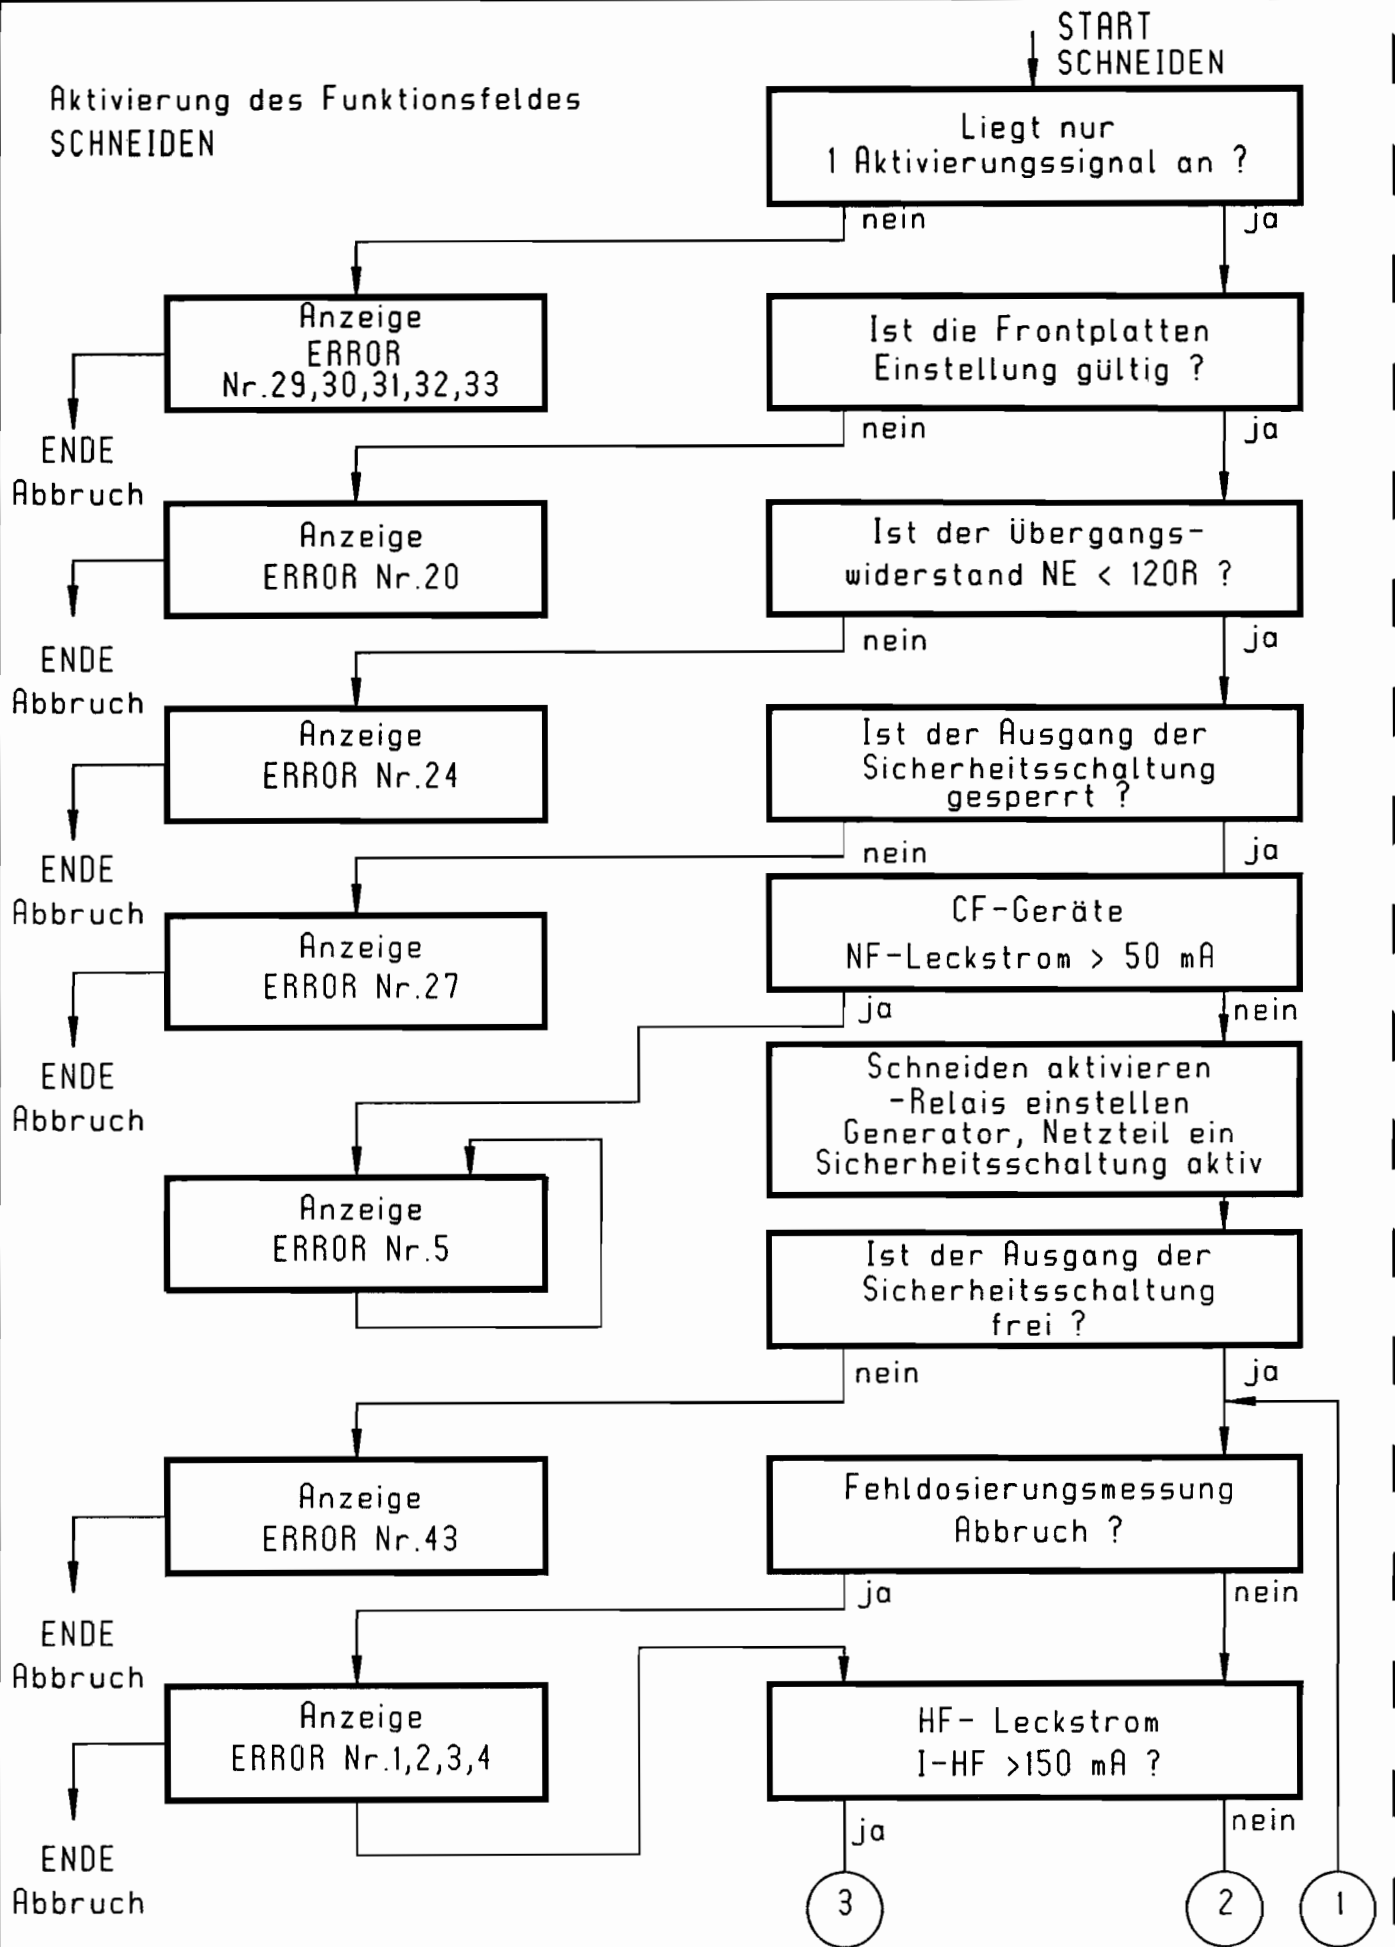 START
SCHNEIDEN
Aktivierung des Funktionsfeldes
SCHNEIDEN
Liegt nur
1 Aktivierungssignal an ?
nein
ja
Anzeige
ERROR
Nr.29,30,31,32,33
Ist die Frontplatten
Einstellung gültig ?
ENDE
Abbruch
nein
ja
Anzeige
ERROR Nr.20
Ist der Übergangs-
widerstand NE < 120R ?
ENDE
Abbruch
nein
ja
Anzeige
ERROR Nr.24
Ist der Ausgang der
Sicherheitsschaltung
gesperrt ?
ENDE
Abbruch
nein
ja
Anzeige
ERROR Nr.27
CF-Geräte
NF-Leckstrom > 50 mA
ENDE
Abbruch
ja
nein
Schneiden aktivieren
-Relais einstellen
Generator, Netzteil ein
Sicherheitsschaltung aktiv
Anzeige
ERROR Nr.5
Ist der Ausgang der
Sicherheitsschaltung
frei ?
nein
ja
Anzeige
ERROR Nr.43
Fehldosierungsmessung
Abbruch ?
ENDE
Abbruch
ja
nein
Anzeige
ERROR Nr.1,2,3,4
HF- Leckstrom
I-HF >150 mA ?
ENDE
Abbruch
ja
nein
3
2
1